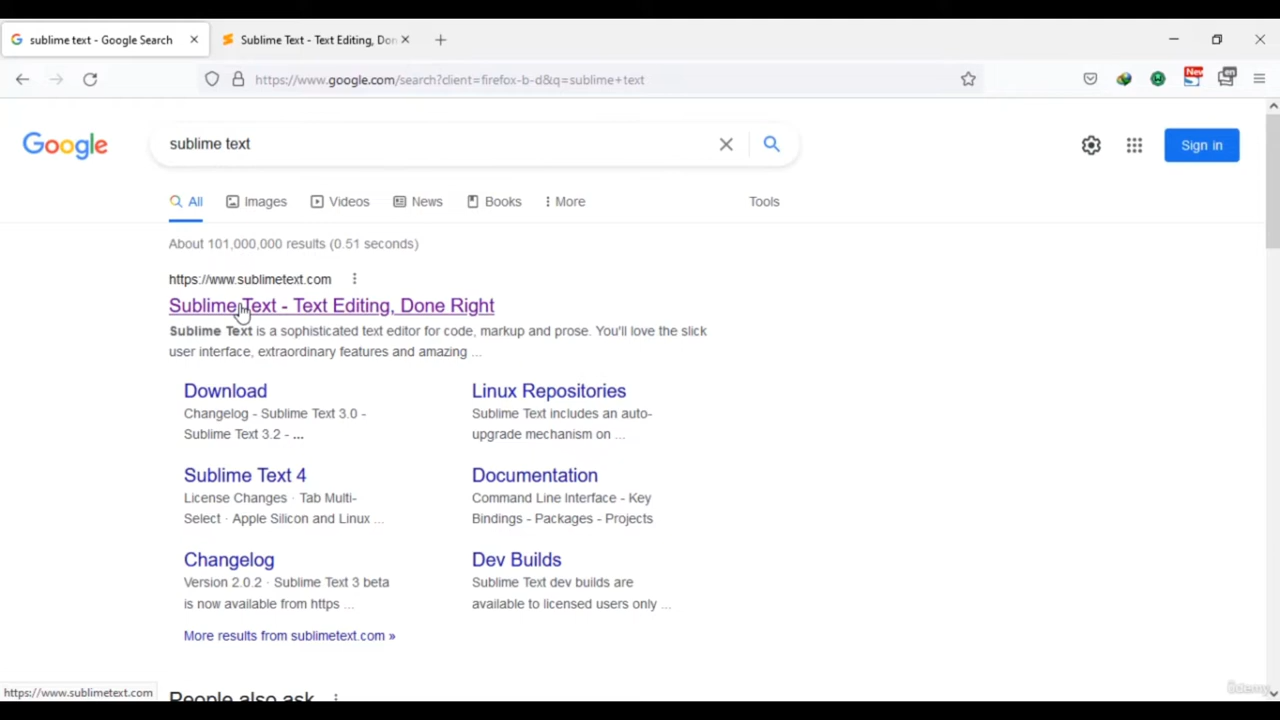 sublime text - Google Search
Sublime Text - Text Editing, Don
https://www.google.com/search?client=firefox-b-d&q=sublime+text
New
Google
sublime text
Sign in
All
Images
Videos
News
Books
More
Tools
About 101,000,000 results (0.51 seconds)
https://www.sublimetext.com
Sublime Text - Text Editing, Done Right
Sublime Text is a sophisticated text editor for code, markup and prose. You'll love the slick
user interface, extraordinary features and amazing ...
Download
Changelog - Sublime Text 3.0 -
Sublime Text 3.2 - ...
Linux Repositories
Sublime Text includes an auto-
upgrade mechanism on ...
Sublime Text 4
License Changes · Tab Multi-
Select · Apple Silicon and Linux ...
Documentation
Command Line Interface - Key
Bindings - Packages - Projects
Changelog
Version 2.0.2 · Sublime Text 3 beta
is now available from https ...
Dev Builds
Sublime Text dev builds are
available to licensed users only ...
More results from sublimetext.com »
People also ask
https://www.sublimetext.com
ûdemy